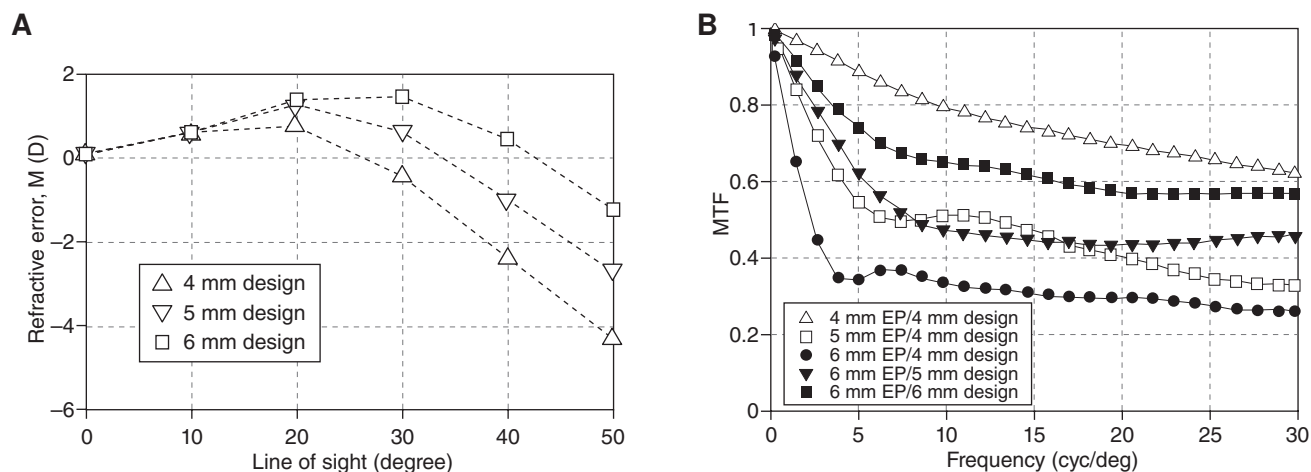 A
2
0
–2
–4
–6
Refractive error, M (D)
4 mm design
5 mm design
6 mm design
0 10 20 30 40 50
Line of sight (degree)
B
1
0.8
0.6
0.4
0.2
0
MTF
4 mm EP/4 mm design
5 mm EP/4 mm design
6 mm EP/4 mm design
6 mm EP/5 mm design
6 mm EP/6 mm design
0 5 10 15 20 25 30
Frequency (cyc/deg)